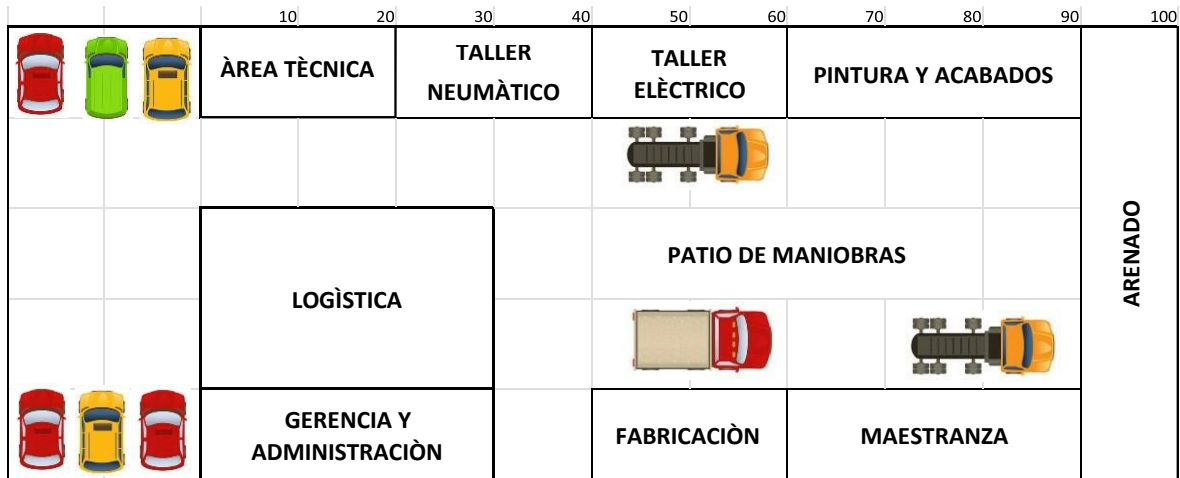 10 20 30 40 50 60 70 80 90 100
ÀREA TÈCNICA
TALLER
NEUMÀTICO
TALLER
ELÈCTRICO
PINTURA Y ACABADOS
ARENADO
PATIO DE MANIOBRAS
LOGÌSTICA
GERENCIA Y
ADMINISTRACIÒN
FABRICACIÒN
MAESTRANZA